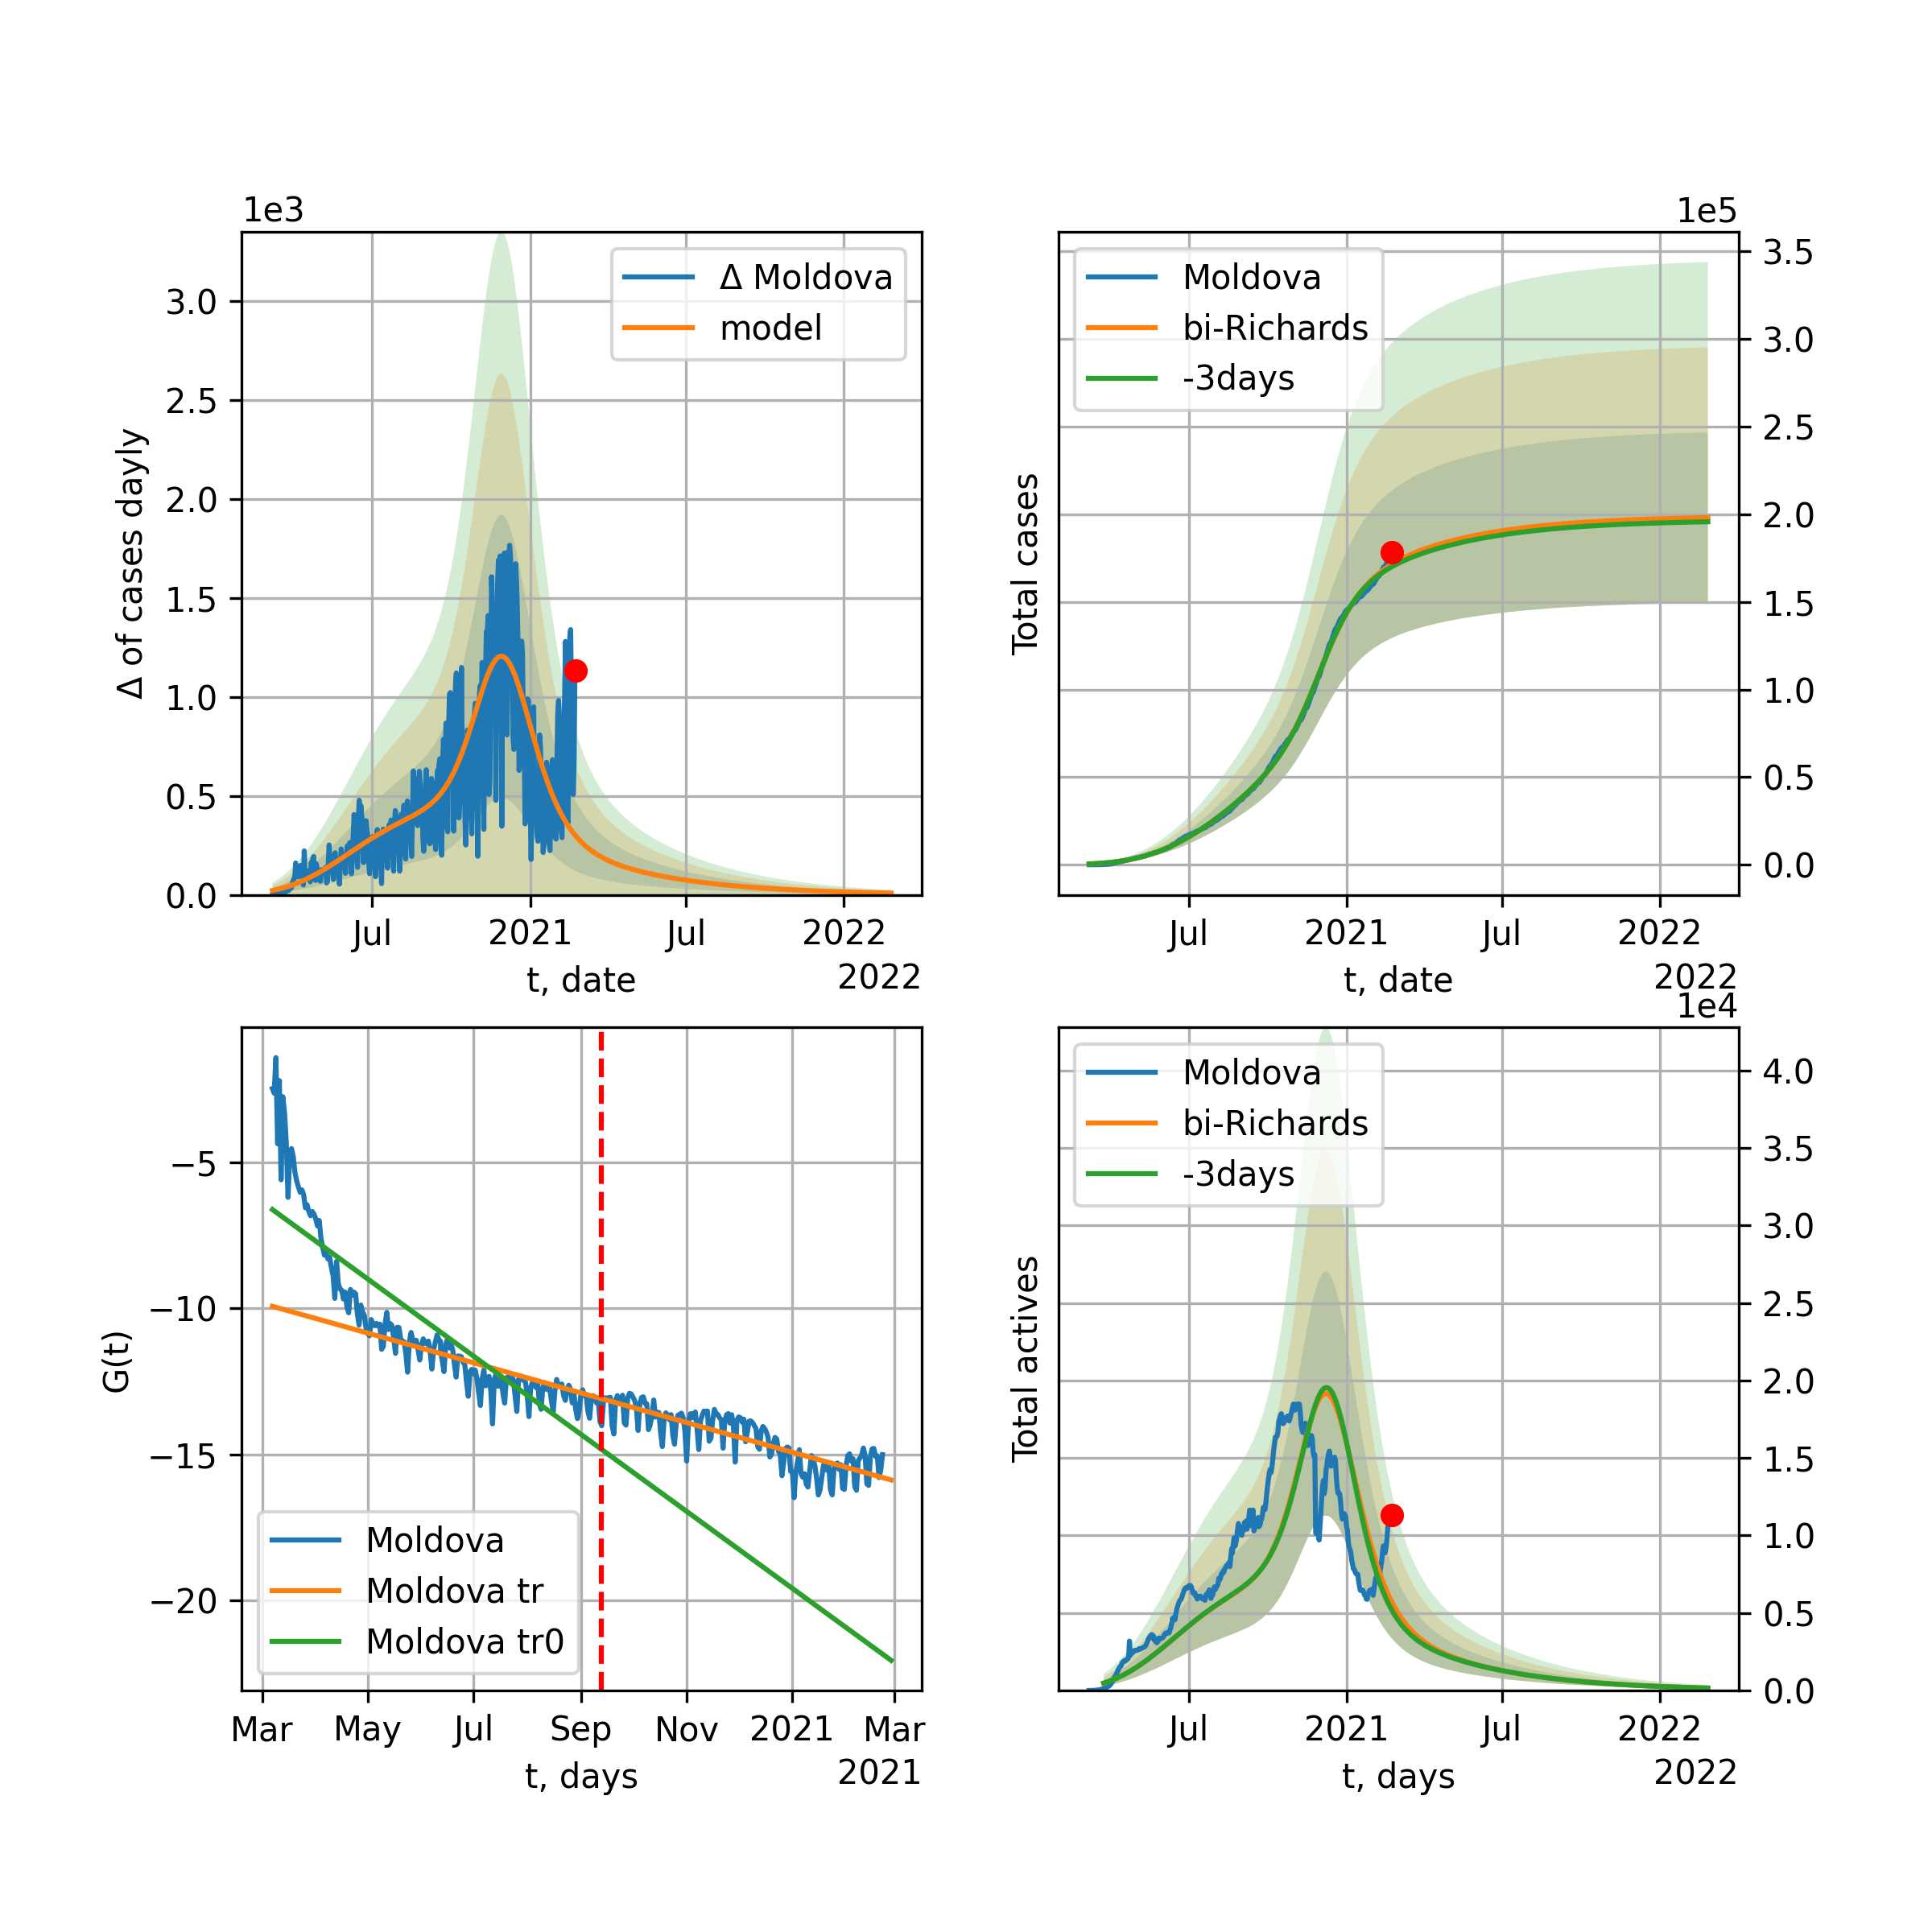 1e3
Δ of cases dayly
3.0
2.5
2.0
1.5
1.0
0.5
0.0
Δ Moldova
model
Jul
2021
Jul
2022
t, date
2022
1e5
Total cases
Moldova
bi-Richards
-3days
3.5
3.0
2.5
2.0
1.5
1.0
0.5
0.0
Jul
2021
Jul
2022
t, date
2022
G(t)
−5
−10
−15
−20
Moldova
Moldova tr
Moldova tr0
Mar
May
Jul
Sep
Nov
2021
Mar
t, days
2021
1e4
Total actives
Moldova
bi-Richards
-3days
4.0
3.5
3.0
2.5
2.0
1.5
1.0
0.5
0.0
Jul
2021
Jul
2022
t, days
2022